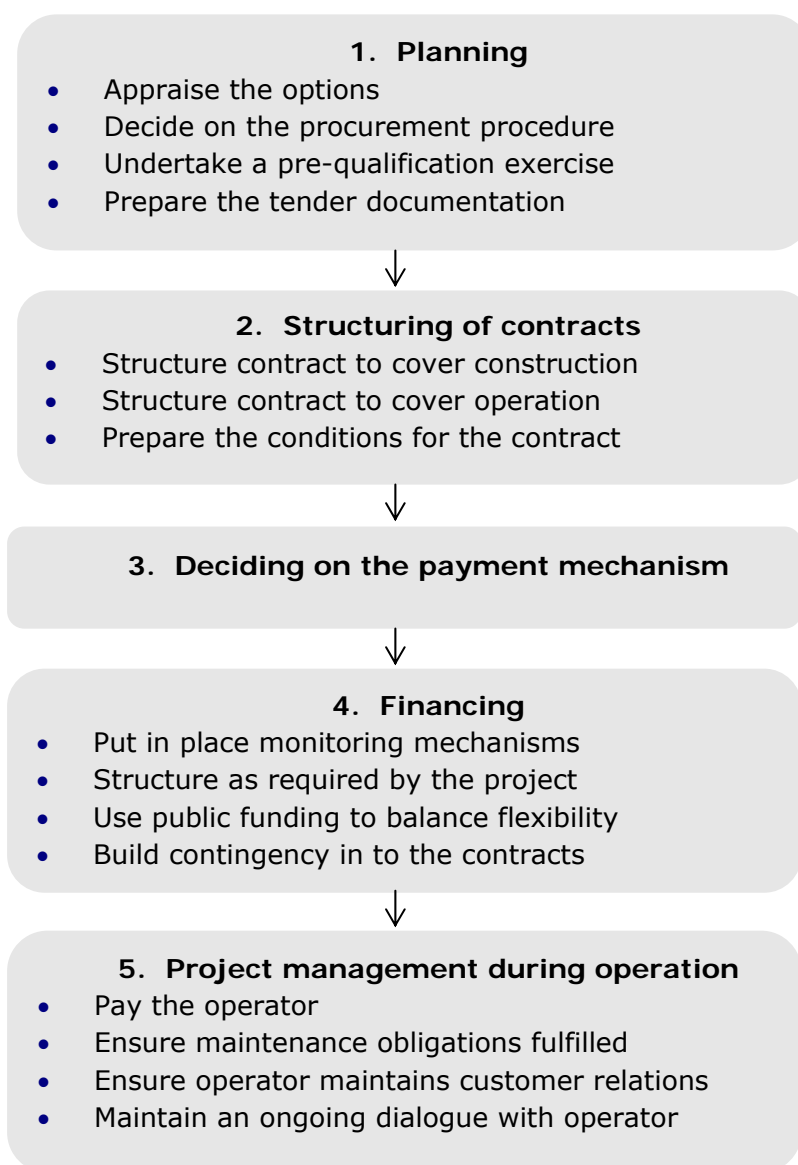 1. Planning
• Appraise the options
• Decide on the procurement procedure
• Undertake a pre-qualification exercise
• Prepare the tender documentation
2. Structuring of contracts
• Structure contract to cover construction
• Structure contract to cover operation
• Prepare the conditions for the contract
3. Deciding on the payment mechanism
4. Financing
• Put in place monitoring mechanisms
• Structure as required by the project
• Use public funding to balance flexibility
• Build contingency in to the contracts
5. Project management during operation
• Pay the operator
• Ensure maintenance obligations fulfilled
• Ensure operator maintains customer relations
• Maintain an ongoing dialogue with operator